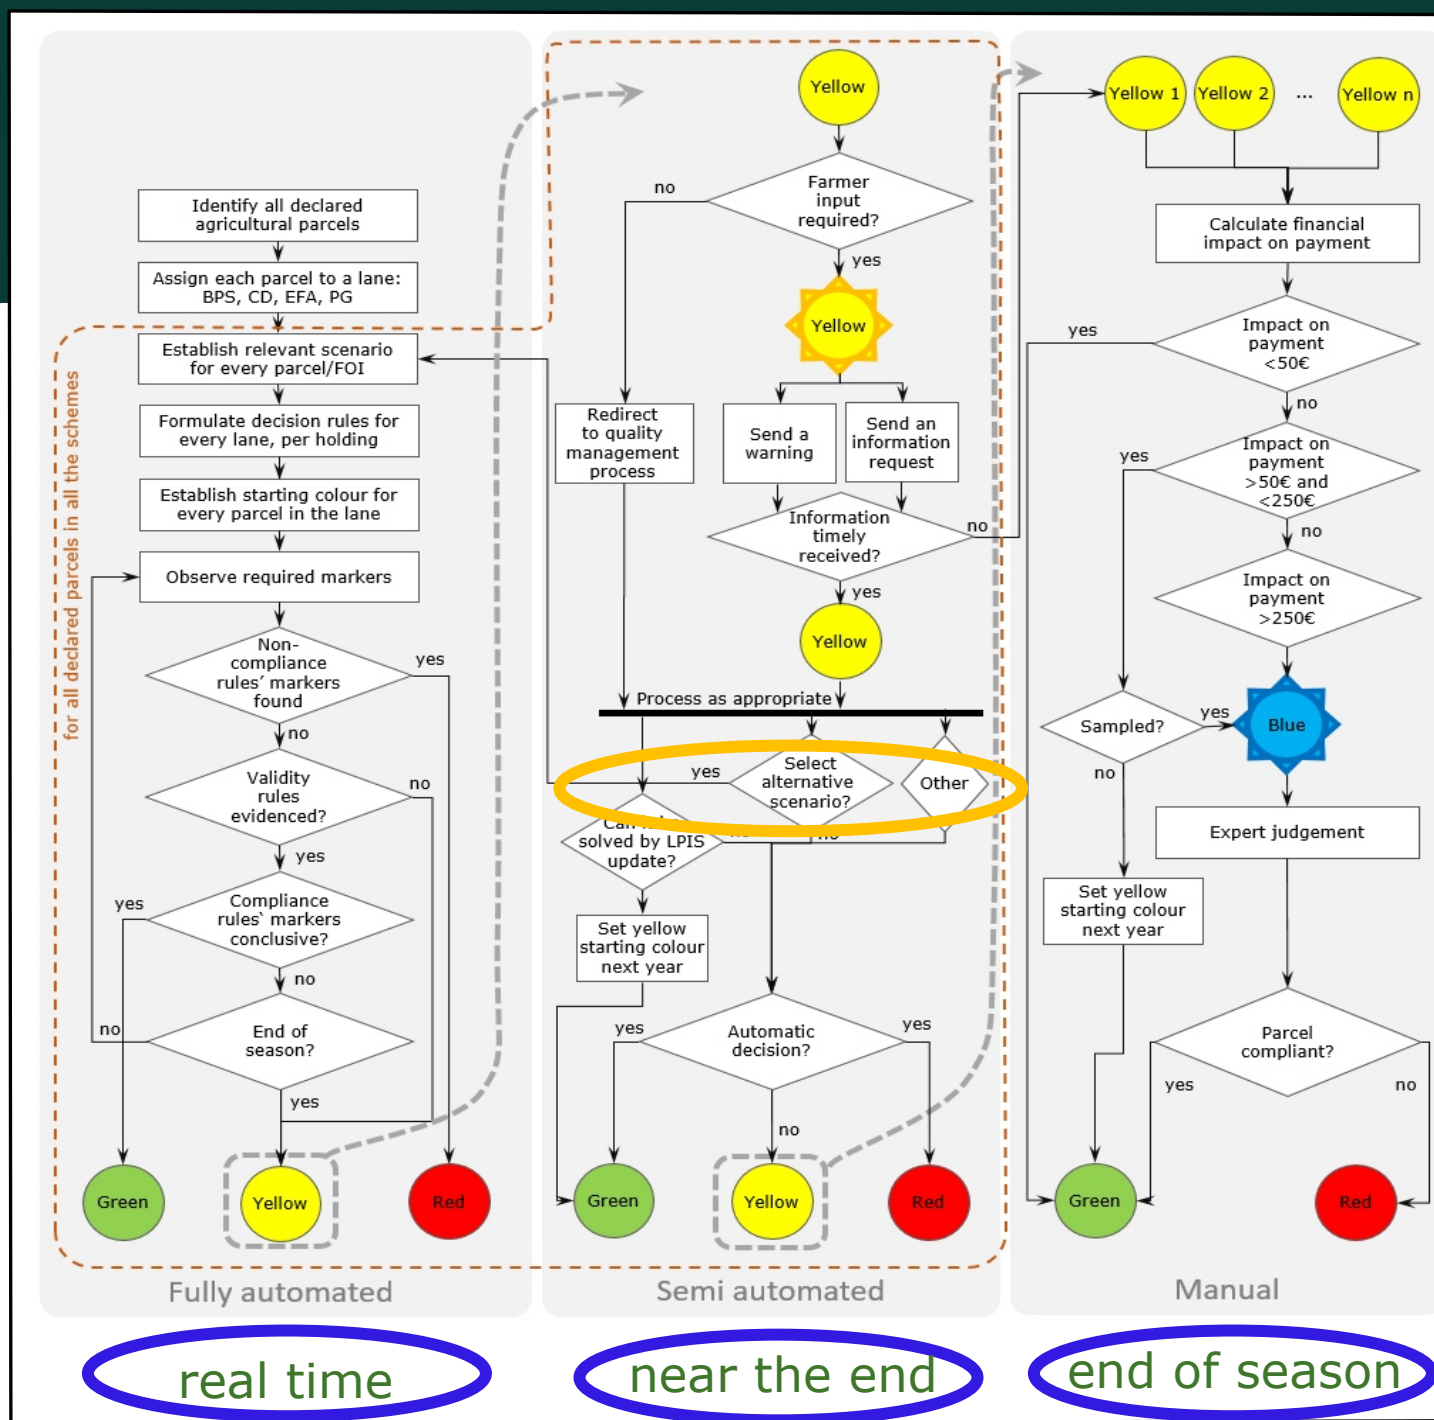 for all declared parcels in all the schemes
Identify all declared
agricultural parcels
Assign each parcel to a lane:
BPS, CD, EFA, PG
Establish relevant scenario
for every parcel/FOI
Formulate decision rules for
every lane, per holding
Establish starting colour for
every parcel in the lane
Observe required markers
Non-
compliance
rules’ markers
found
yes
no
Validity
rules
evidenced?
no
yes
Compliance
rules‘ markers
conclusive?
yes
no
End of
season?
no
yes
Green
Yellow
Red
Fully automated
real time
Yellow
Farmer
input
required?
no
yes
Yellow
Redirect
to quality
management
process
Send a
warning
Send an
information
request
Information
timely
received?
no
yes
Yellow
Process as appropriate
yes
Select
alternative
scenario?
Other
Can
solved by LPIS
update?
no
Set yellow
starting colour
next year
Automatic
decision?
yes
yes
no
Green
Yellow
Red
Semi automated
near the end
Yellow 1
Yellow 2
...
Yellow n
Calculate financial
impact on payment
Impact on
payment
<50€
yes
no
Impact on
payment
>50€ and
<250€
yes
no
Impact on
payment
>250€
Sampled?
yes
no
Blue
Expert judgement
Set yellow
starting colour
next year
Parcel
compliant?
yes
no
Green
Red
Manual
end of season